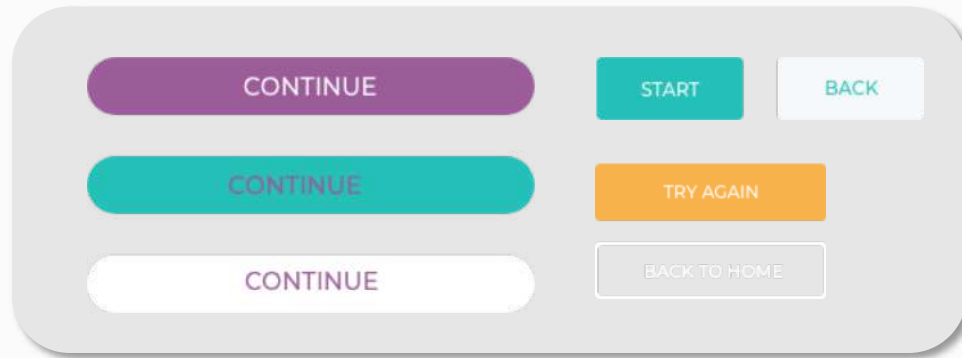 CONTINUE
START
BACK
CONTINUE
TRY AGAIN
CONTINUE
BACK TO HOME